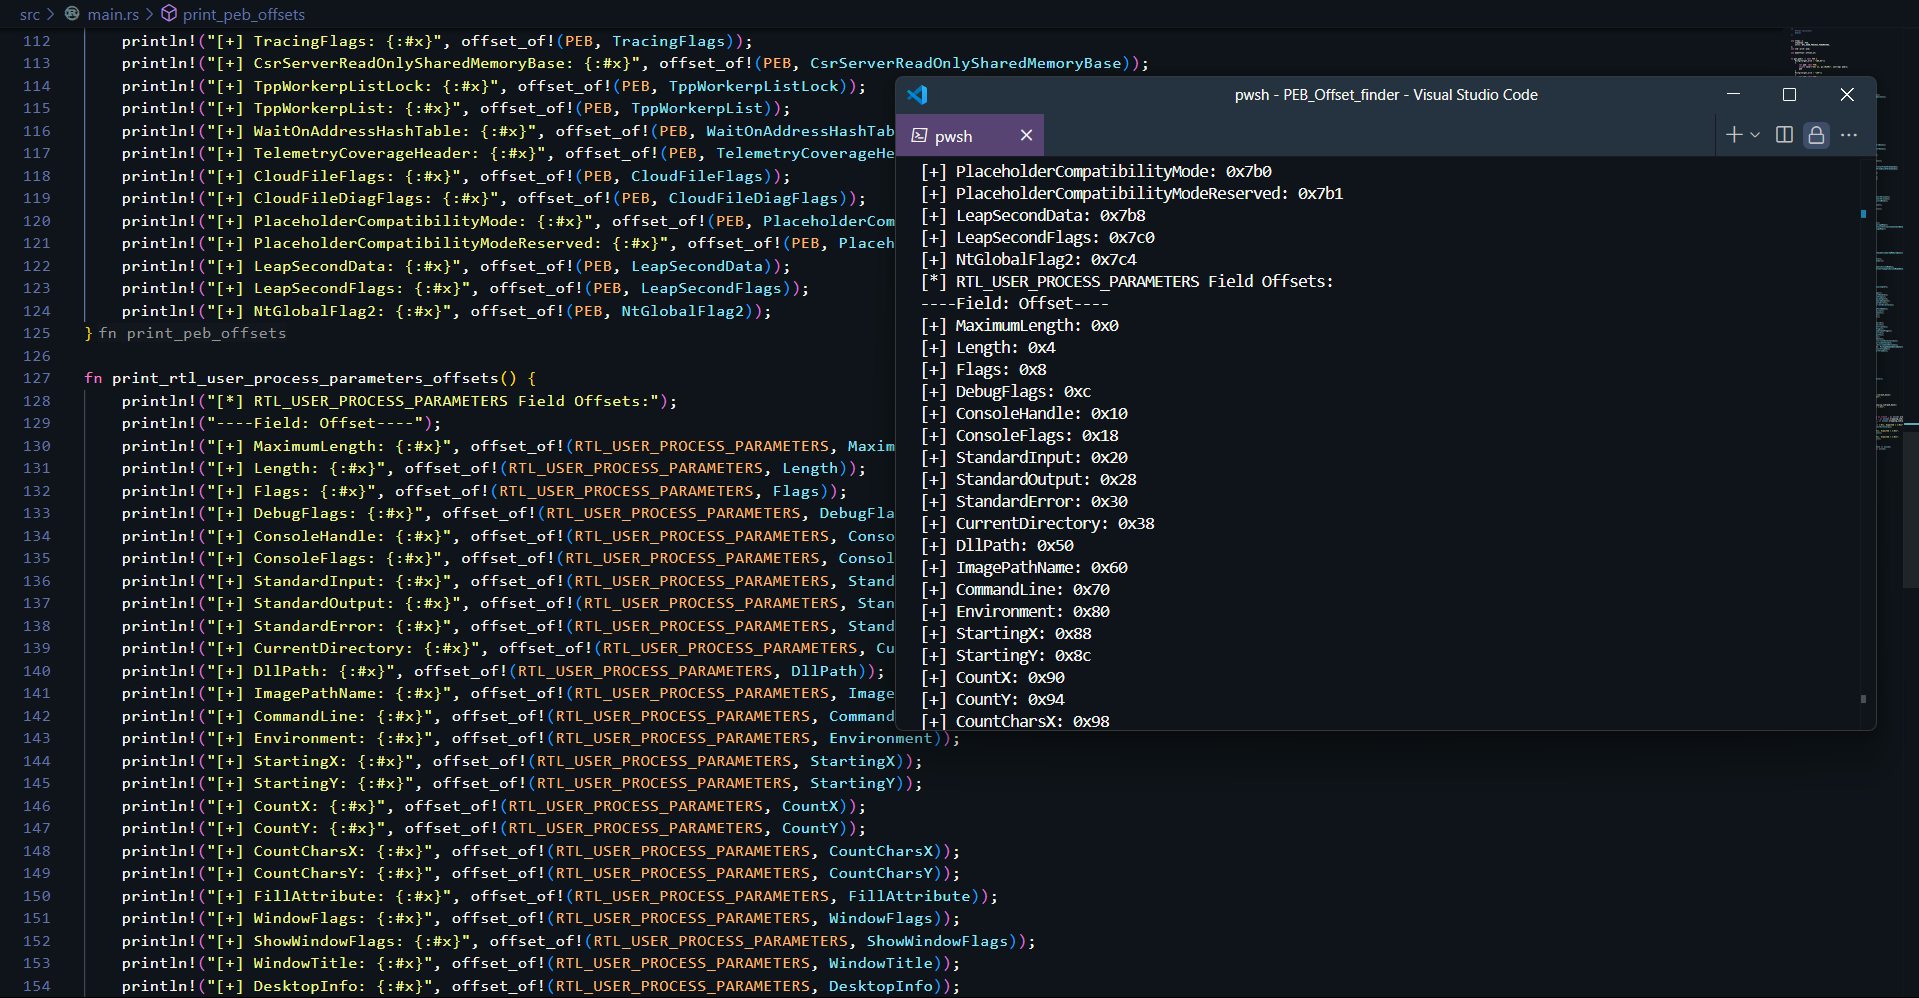 src > main.rs > print_peb_offsets
112 println!("[+] TracingFlags: {:#x}", offset_of!(PEB, TracingFlags));
113 println!("[+] CsrServerReadOnlySharedMemoryBase: {:#x}", offset_of!(PEB, CsrServerReadOnlySharedMemoryBase));
114 println!("[+] TppWorkerpListLock: {:#x}", offset_of!(PEB, TppWorkerpListLock));
115 println!("[+] TppWorkerpList: {:#x}", offset_of!(PEB, TppWorkerpList));
116 println!("[+] WaitOnAddressHashTable: {:#x}", offset_of!(PEB, WaitOnAddressHashTab
117 println!("[+] TelemetryCoverageHeader: {:#x}", offset_of!(PEB, TelemetryCoverageHe
118 println!("[+] CloudFileFlags: {:#x}", offset_of!(PEB, CloudFileFlags));
119 println!("[+] CloudFileDiagFlags: {:#x}", offset_of!(PEB, CloudFileDiagFlags));
120 println!("[+] PlaceholderCompatibilityMode: {:#x}", offset_of!(PEB, PlaceholderCom
121 println!("[+] PlaceholderCompatibilityModeReserved: {:#x}", offset_of!(PEB, Placeh
122 println!("[+] LeapSecondData: {:#x}", offset_of!(PEB, LeapSecondData));
123 println!("[+] LeapSecondFlags: {:#x}", offset_of!(PEB, LeapSecondFlags));
124 println!("[+] NtGlobalFlag2: {:#x}", offset_of!(PEB, NtGlobalFlag2));
125 } fn print_peb_offsets
126
127 fn print_rtl_user_process_parameters_offsets() {
128 println!("[*] RTL_USER_PROCESS_PARAMETERS Field Offsets:");
129 println!("----Field: Offset----");
130 println!("[+] MaximumLength: {:#x}", offset_of!(RTL_USER_PROCESS_PARAMETERS, Maxim
131 println!("[+] Length: {:#x}", offset_of!(RTL_USER_PROCESS_PARAMETERS, Length));
132 println!("[+] Flags: {:#x}", offset_of!(RTL_USER_PROCESS_PARAMETERS, Flags));
133 println!("[+] DebugFlags: {:#x}", offset_of!(RTL_USER_PROCESS_PARAMETERS, DebugFla
134 println!("[+] ConsoleHandle: {:#x}", offset_of!(RTL_USER_PROCESS_PARAMETERS, Conso
135 println!("[+] ConsoleFlags: {:#x}", offset_of!(RTL_USER_PROCESS_PARAMETERS, Consol
136 println!("[+] StandardInput: {:#x}", offset_of!(RTL_USER_PROCESS_PARAMETERS, Stand
137 println!("[+] StandardOutput: {:#x}", offset_of!(RTL_USER_PROCESS_PARAMETERS, Stan
138 println!("[+] StandardError: {:#x}", offset_of!(RTL_USER_PROCESS_PARAMETERS, Stand
139 println!("[+] CurrentDirectory: {:#x}", offset_of!(RTL_USER_PROCESS_PARAMETERS, Cu
140 println!("[+] DllPath: {:#x}", offset_of!(RTL_USER_PROCESS_PARAMETERS, DllPath));
141 println!("[+] ImagePathName: {:#x}", offset_of!(RTL_USER_PROCESS_PARAMETERS, Image
142 println!("[+] CommandLine: {:#x}", offset_of!(RTL_USER_PROCESS_PARAMETERS, Command
143 println!("[+] Environment: {:#x}", offset_of!(RTL_USER_PROCESS_PARAMETERS, Environment));
144 println!("[+] StartingX: {:#x}", offset_of!(RTL_USER_PROCESS_PARAMETERS, StartingX));
145 println!("[+] StartingY: {:#x}", offset_of!(RTL_USER_PROCESS_PARAMETERS, StartingY));
146 println!("[+] CountX: {:#x}", offset_of!(RTL_USER_PROCESS_PARAMETERS, CountX));
147 println!("[+] CountY: {:#x}", offset_of!(RTL_USER_PROCESS_PARAMETERS, CountY));
148 println!("[+] CountCharsX: {:#x}", offset_of!(RTL_USER_PROCESS_PARAMETERS, CountCharsX));
149 println!("[+] CountCharsY: {:#x}", offset_of!(RTL_USER_PROCESS_PARAMETERS, CountCharsY));
150 println!("[+] FillAttribute: {:#x}", offset_of!(RTL_USER_PROCESS_PARAMETERS, FillAttribute));
151 println!("[+] WindowFlags: {:#x}", offset_of!(RTL_USER_PROCESS_PARAMETERS, WindowFlags));
152 println!("[+] ShowWindowFlags: {:#x}", offset_of!(RTL_USER_PROCESS_PARAMETERS, ShowWindowFlags));
153 println!("[+] WindowTitle: {:#x}", offset_of!(RTL_USER_PROCESS_PARAMETERS, WindowTitle));
154 println!("[+] DesktopInfo: {:#x}", offset_of!(RTL_USER_PROCESS_PARAMETERS, DesktopInfo));
pwsh - PEB_Offset_finder - Visual Studio Code
pwsh
[+] PlaceholderCompatibilityMode: 0x7b0
[+] PlaceholderCompatibilityModeReserved: 0x7b1
[+] LeapSecondData: 0x7b8
[+] LeapSecondFlags: 0x7c0
[+] NtGlobalFlag2: 0x7c4
[*] RTL_USER_PROCESS_PARAMETERS Field Offsets:
----Field: Offset----
[+] MaximumLength: 0x0
[+] Length: 0x4
[+] Flags: 0x8
[+] DebugFlags: 0xc
[+] ConsoleHandle: 0x10
[+] ConsoleFlags: 0x18
[+] StandardInput: 0x20
[+] StandardOutput: 0x28
[+] StandardError: 0x30
[+] CurrentDirectory: 0x38
[+] DllPath: 0x50
[+] ImagePathName: 0x60
[+] CommandLine: 0x70
[+] Environment: 0x80
[+] StartingX: 0x88
[+] StartingY: 0x8c
[+] CountX: 0x90
[+] CountY: 0x94
[+] CountCharsX: 0x98